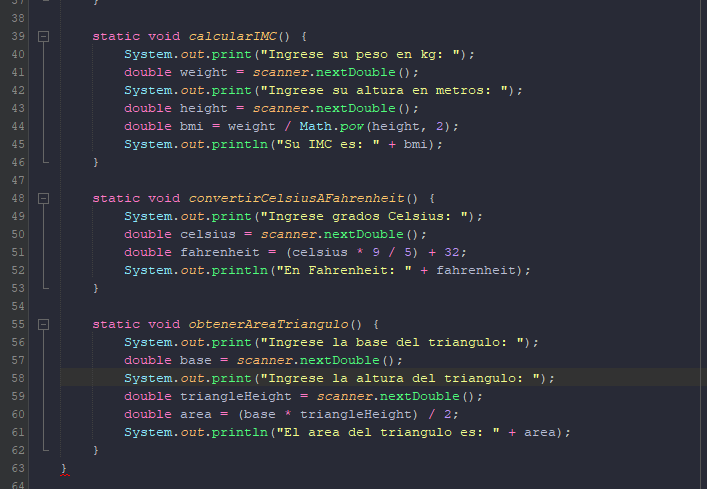 37 }
38
39 static void calcularIMC() {
40 System.out.print("Ingrese su peso en kg: ");
41 double weight = scanner.nextDouble();
42 System.out.print("Ingrese su altura en metros: ");
43 double height = scanner.nextDouble();
44 double bmi = weight / Math.pow(height, 2);
45 System.out.println("Su IMC es: " + bmi);
46 }
47
48 static void convertirCelsiusAFahrenheit() {
49 System.out.print("Ingrese grados Celsius: ");
50 double celsius = scanner.nextDouble();
51 double fahrenheit = (celsius * 9 / 5) + 32;
52 System.out.println("En Fahrenheit: " + fahrenheit);
53 }
54
55 static void obtenerAreaTriangulo() {
56 System.out.print("Ingrese la base del triangulo: ");
57 double base = scanner.nextDouble();
58 System.out.print("Ingrese la altura del triangulo: ");
59 double triangleHeight = scanner.nextDouble();
60 double area = (base * triangleHeight) / 2;
61 System.out.println("El area del triangulo es: " + area);
62 }
63 }
64